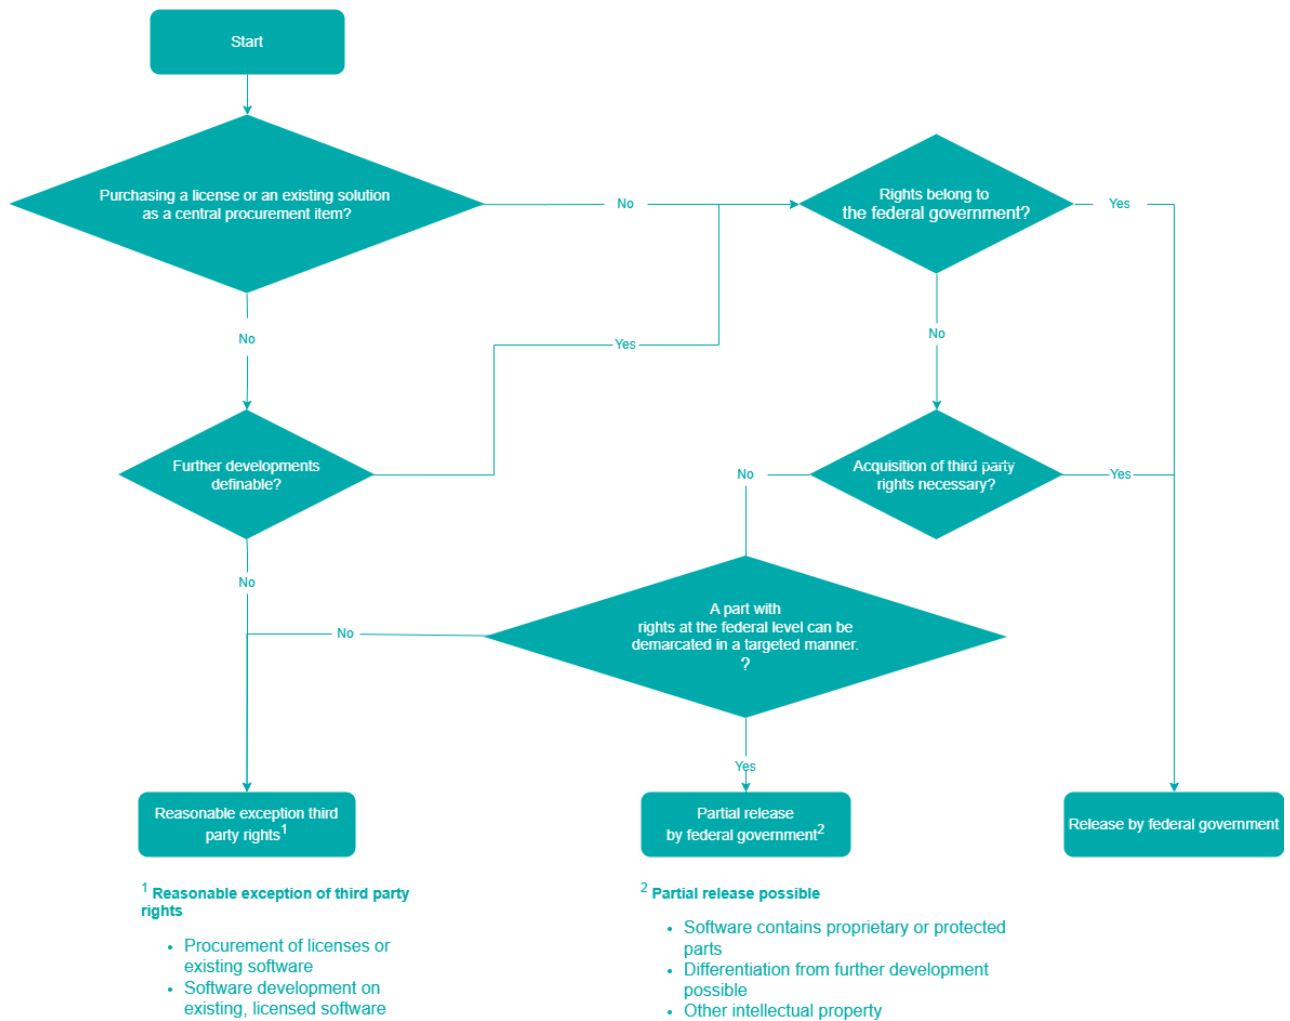 Start
Purchasing a license or an existing solution
as a central procurement item?
No
Rights belong to
the federal government?
Yes
No
No
Yes
Further developments
definable?
No
Acquisition of third party
rights necessary?
Yes
No
A part with
rights at the federal level can be
demarcated in a targeted manner.
?
No
Yes
Reasonable exception third
party rights1
Partial release
by federal government2
Release by federal government
1 Reasonable exception of third party
rights
• Procurement of licenses or
existing software
• Software development on
existing, licensed software
2 Partial release possible
• Software contains proprietary or protected
parts
• Differentiation from further development
possible
• Other intellectual property